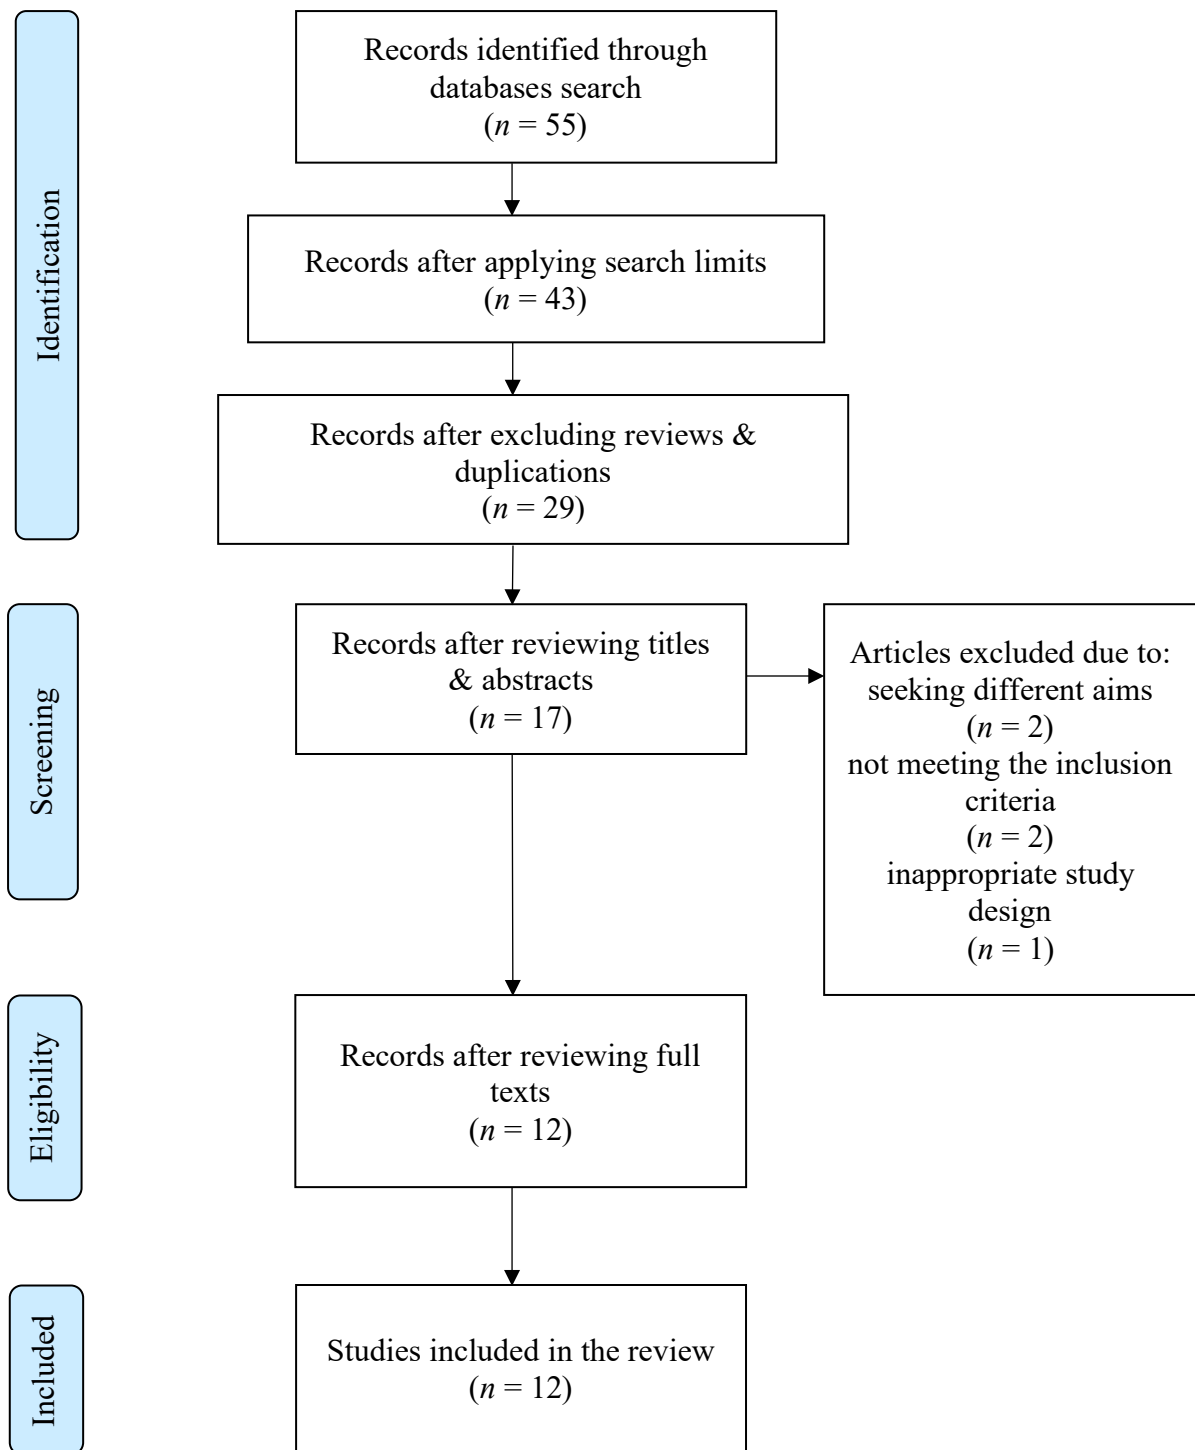 Identification
Records identified through
databases search
(n = 55)
Records after applying search limits
(n = 43)
Records after excluding reviews &
duplications
(n = 29)
Screening
Records after reviewing titles
& abstracts
(n = 17)
Articles excluded due to:
seeking different aims
(n = 2)
not meeting the inclusion
criteria
(n = 2)
inappropriate study
design
(n = 1)
Eligibility
Records after reviewing full
texts
(n = 12)
Included
Studies included in the review
(n = 12)